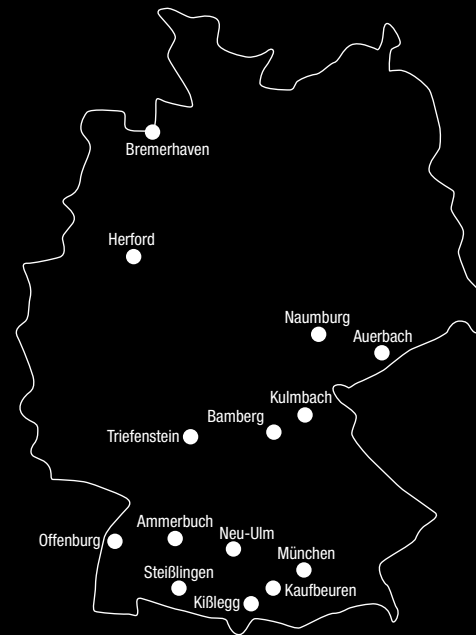 Bremerhaven
Herford
Naumburg
Auerbach
Kulmbach
Bamberg
Triefenstein
Ammerbuch
Offenburg
Neu-Ulm
München
Steißlingen
Kaufbeuren
Kißlegg